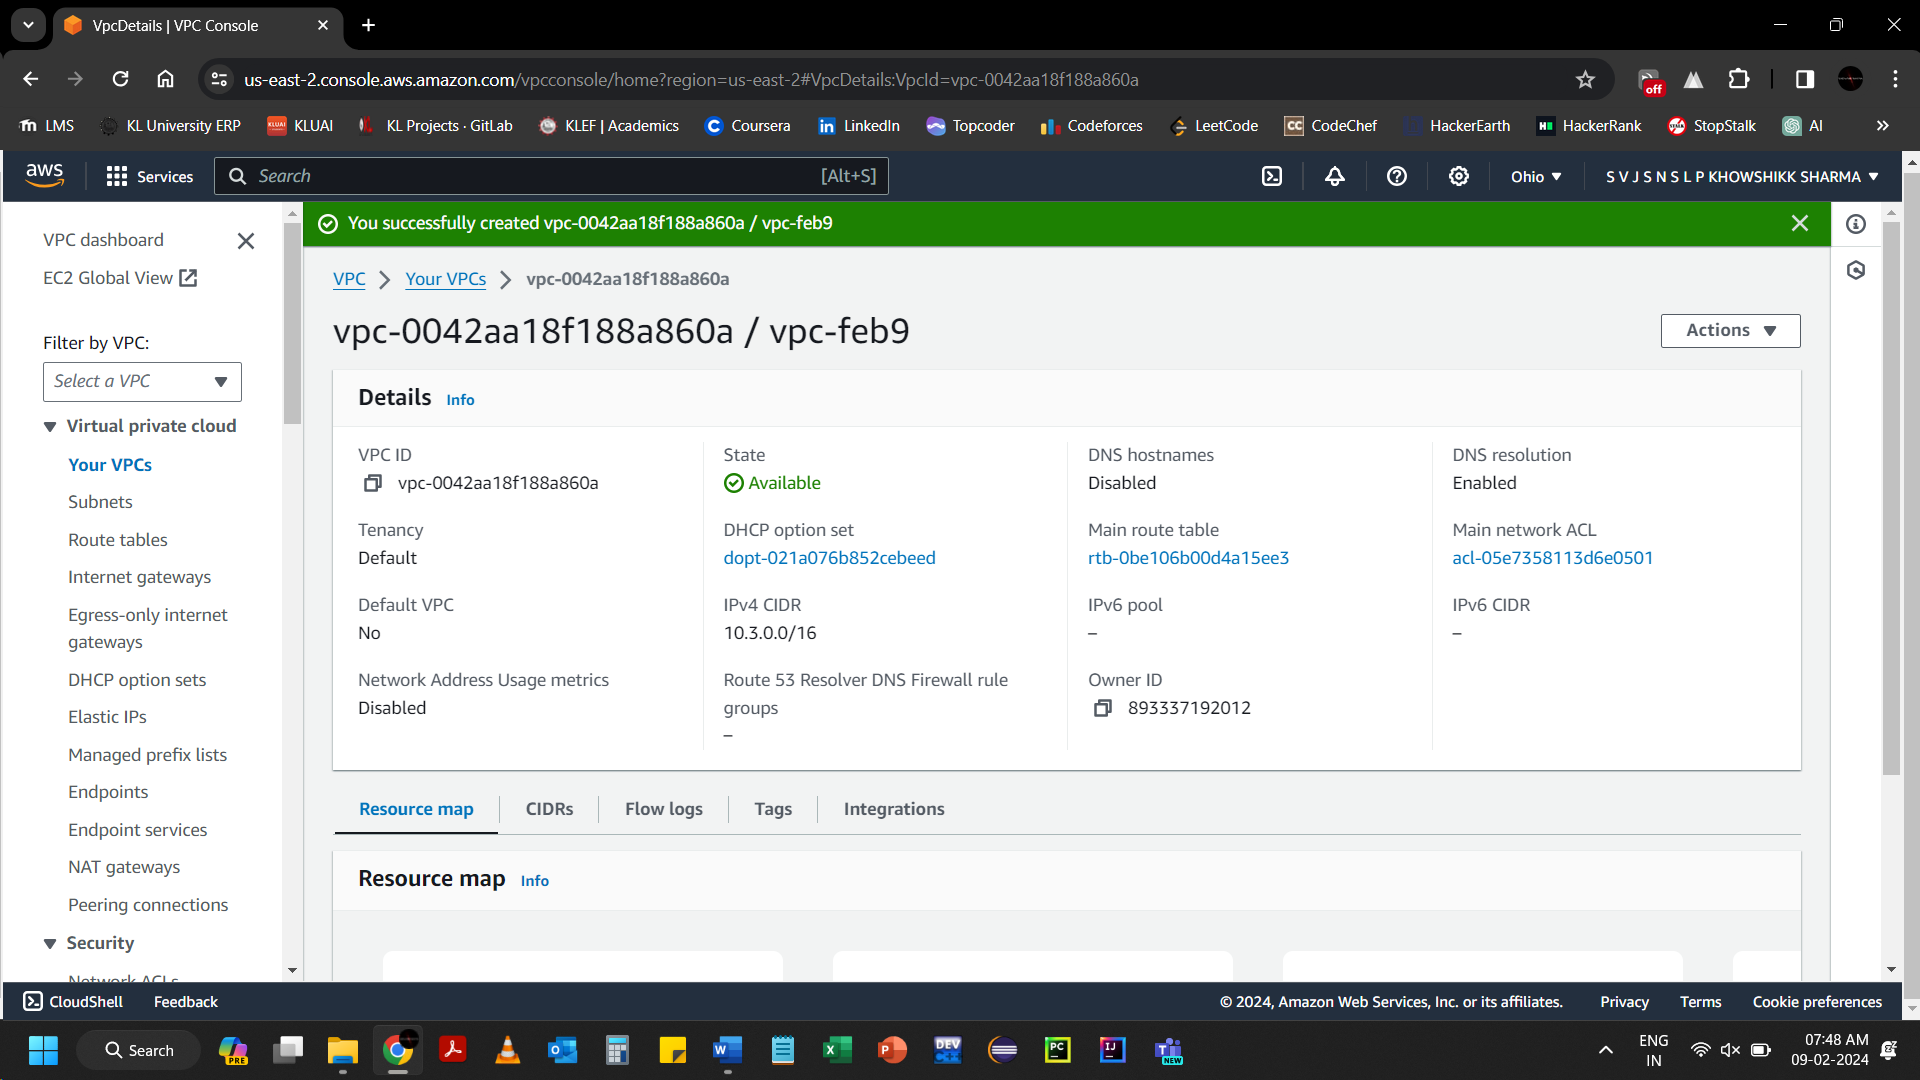 VpcDetails | VPC Console
us-east-2.console.aws.amazon.com/vpcconsole/home?region=us-east-2#VpcDetails:VpcId=vpc-0042aa18f188a860a
off
LMS KL University ERP KLUAI KL Projects · GitLab KLEF | Academics Coursera LinkedIn Topcoder Codeforces LeetCode CodeChef HackerEarth HackerRank StopStalk AI
aws Services Search [Alt+S] Ohio S V J S N S L P KHOWSHIKK SHARMA
You successfully created vpc-0042aa18f188a860a / vpc-feb9
VPC dashboard
EC2 Global View
Filter by VPC:
Select a VPC
Virtual private cloud
Your VPCs
Subnets
Route tables
Internet gateways
Egress-only internet
gateways
DHCP option sets
Elastic IPs
Managed prefix lists
Endpoints
Endpoint services
NAT gateways
Peering connections
Security
Network ACLs
VPC Your VPCs vpc-0042aa18f188a860a
vpc-0042aa18f188a860a / vpc-feb9
Actions
Details Info
VPC ID
vpc-0042aa18f188a860a
State
Available
DNS hostnames
Disabled
DNS resolution
Enabled
Tenancy
Default
DHCP option set
dopt-021a076b852cebeed
Main route table
rtb-0be106b00d4a15ee3
Main network ACL
acl-05e7358113d6e0501
Default VPC
No
IPv4 CIDR
10.3.0.0/16
IPv6 pool
–
IPv6 CIDR
–
Network Address Usage metrics
Disabled
Route 53 Resolver DNS Firewall rule
groups
–
Owner ID
893337192012
Resource map CIDRs Flow logs Tags Integrations
Resource map Info
CloudShell Feedback © 2024, Amazon Web Services, Inc. or its affiliates. Privacy Terms Cookie preferences
Search
PRE
DEV
PC
IJ
NEW
ENG
IN
07:48 AM
09-02-2024